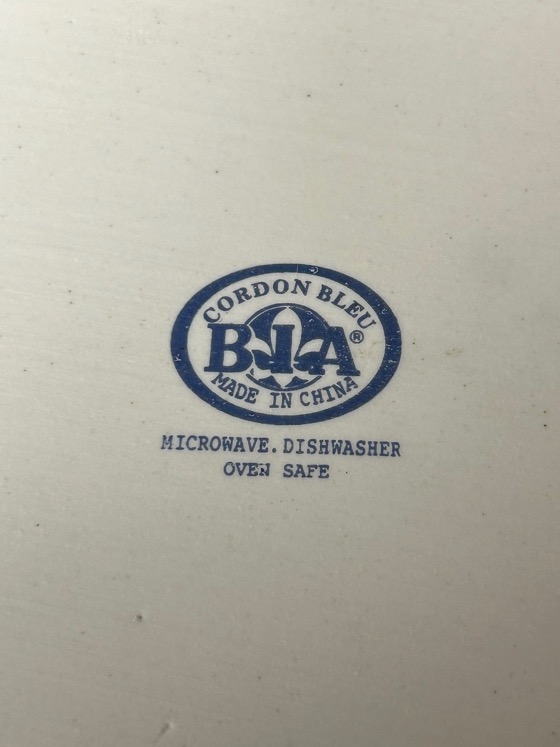 CORDON BLEU
BIA®
MADE IN CHINA
MICROWAVE.DISHWASHER
OVEN SAFE